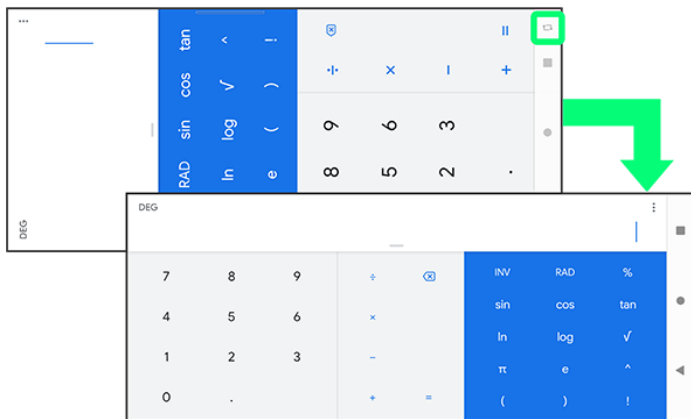 DEG ⋮
RAD sin cos tan
ln log √ ^
e ( ) !
8 9 ÷ ⌫
5 6 ×
2 3 −
. + =
DEG ⋮
7 8 9 ÷ ⌫ INV RAD %
4 5 6 × sin cos tan
1 2 3 − ln log √
π e ^
0 . + = ( ) !